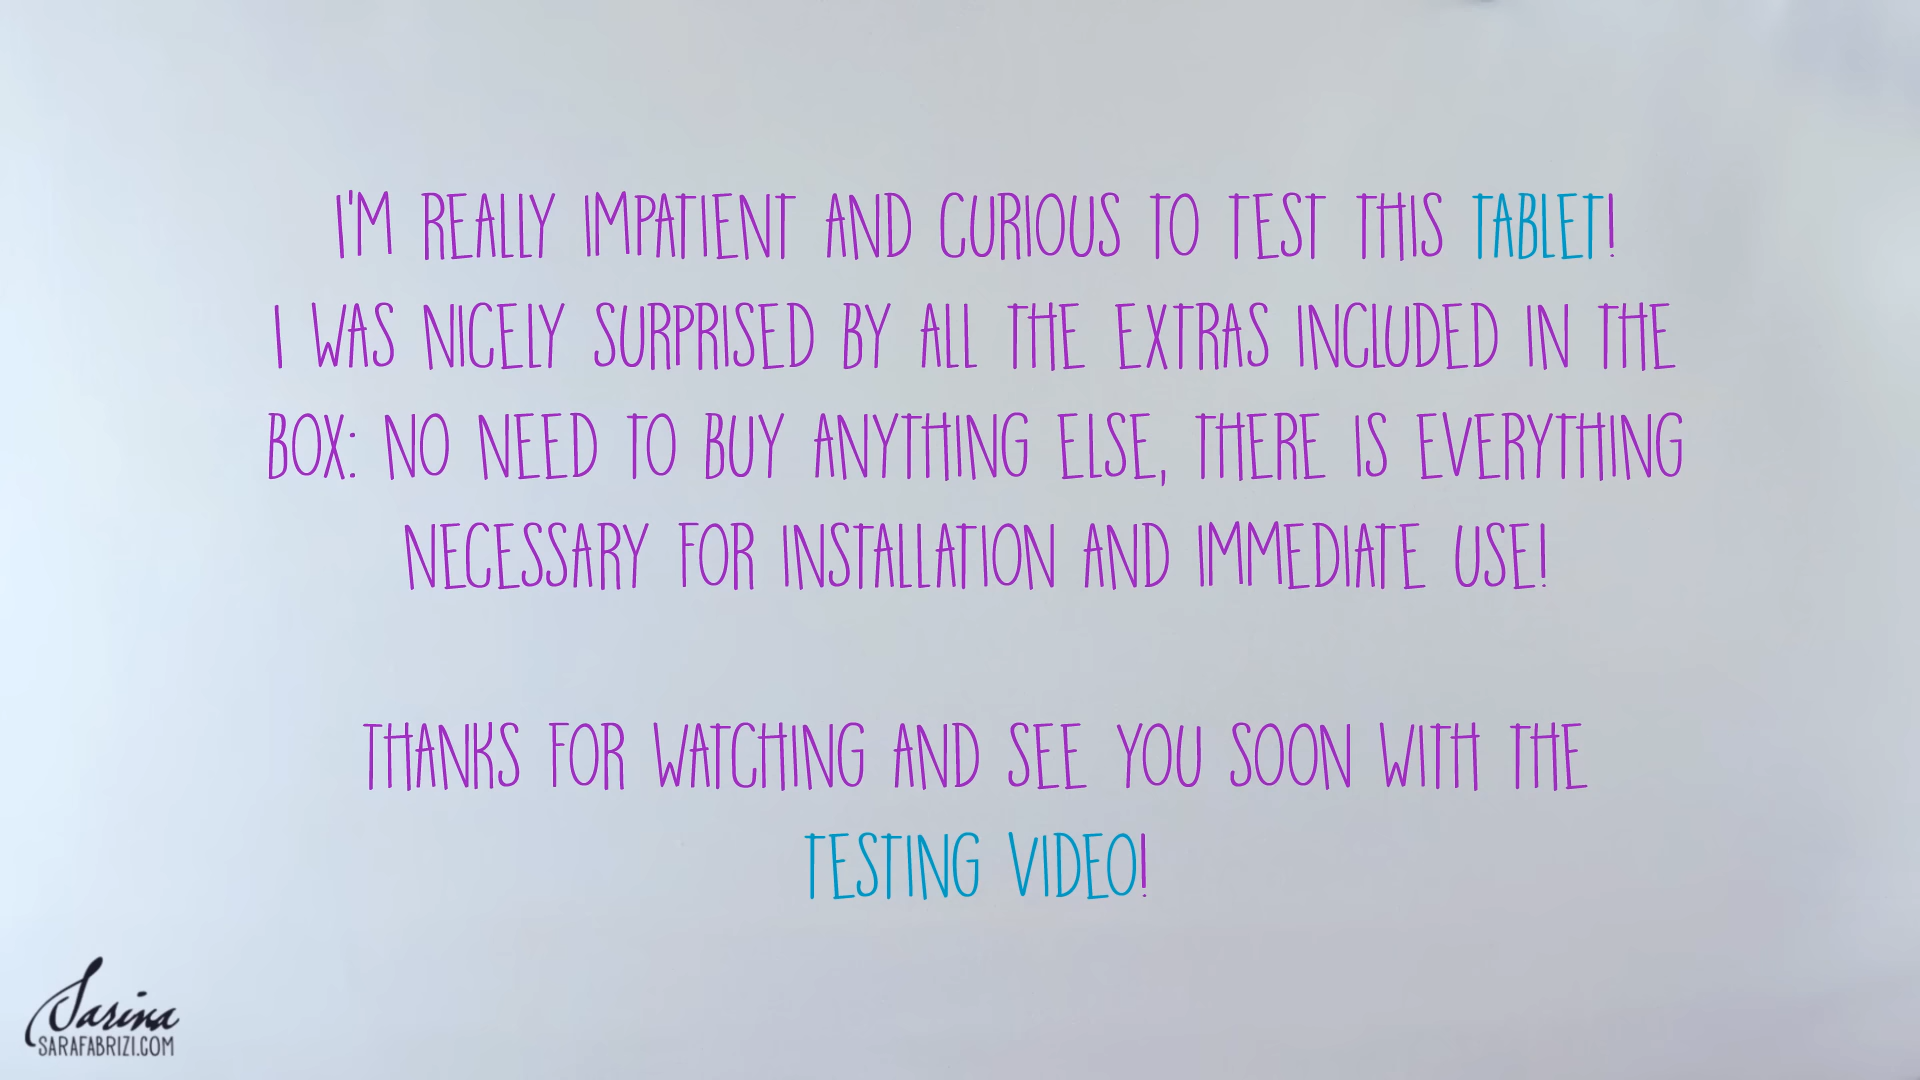 I'M REALLY IMPATIENT AND CURIOUS TO TEST THIS TABLET!
I WAS NICELY SURPRISED BY ALL THE EXTRAS INCLUDED IN THE
BOX: NO NEED TO BUY ANYTHING ELSE, THERE IS EVERYTHING
NECESSARY FOR INSTALLATION AND IMMEDIATE USE!
THANKS FOR WATCHING AND SEE YOU SOON WITH THE
TESTING VIDEO!
Sarina
SARAFABRIZI.COM